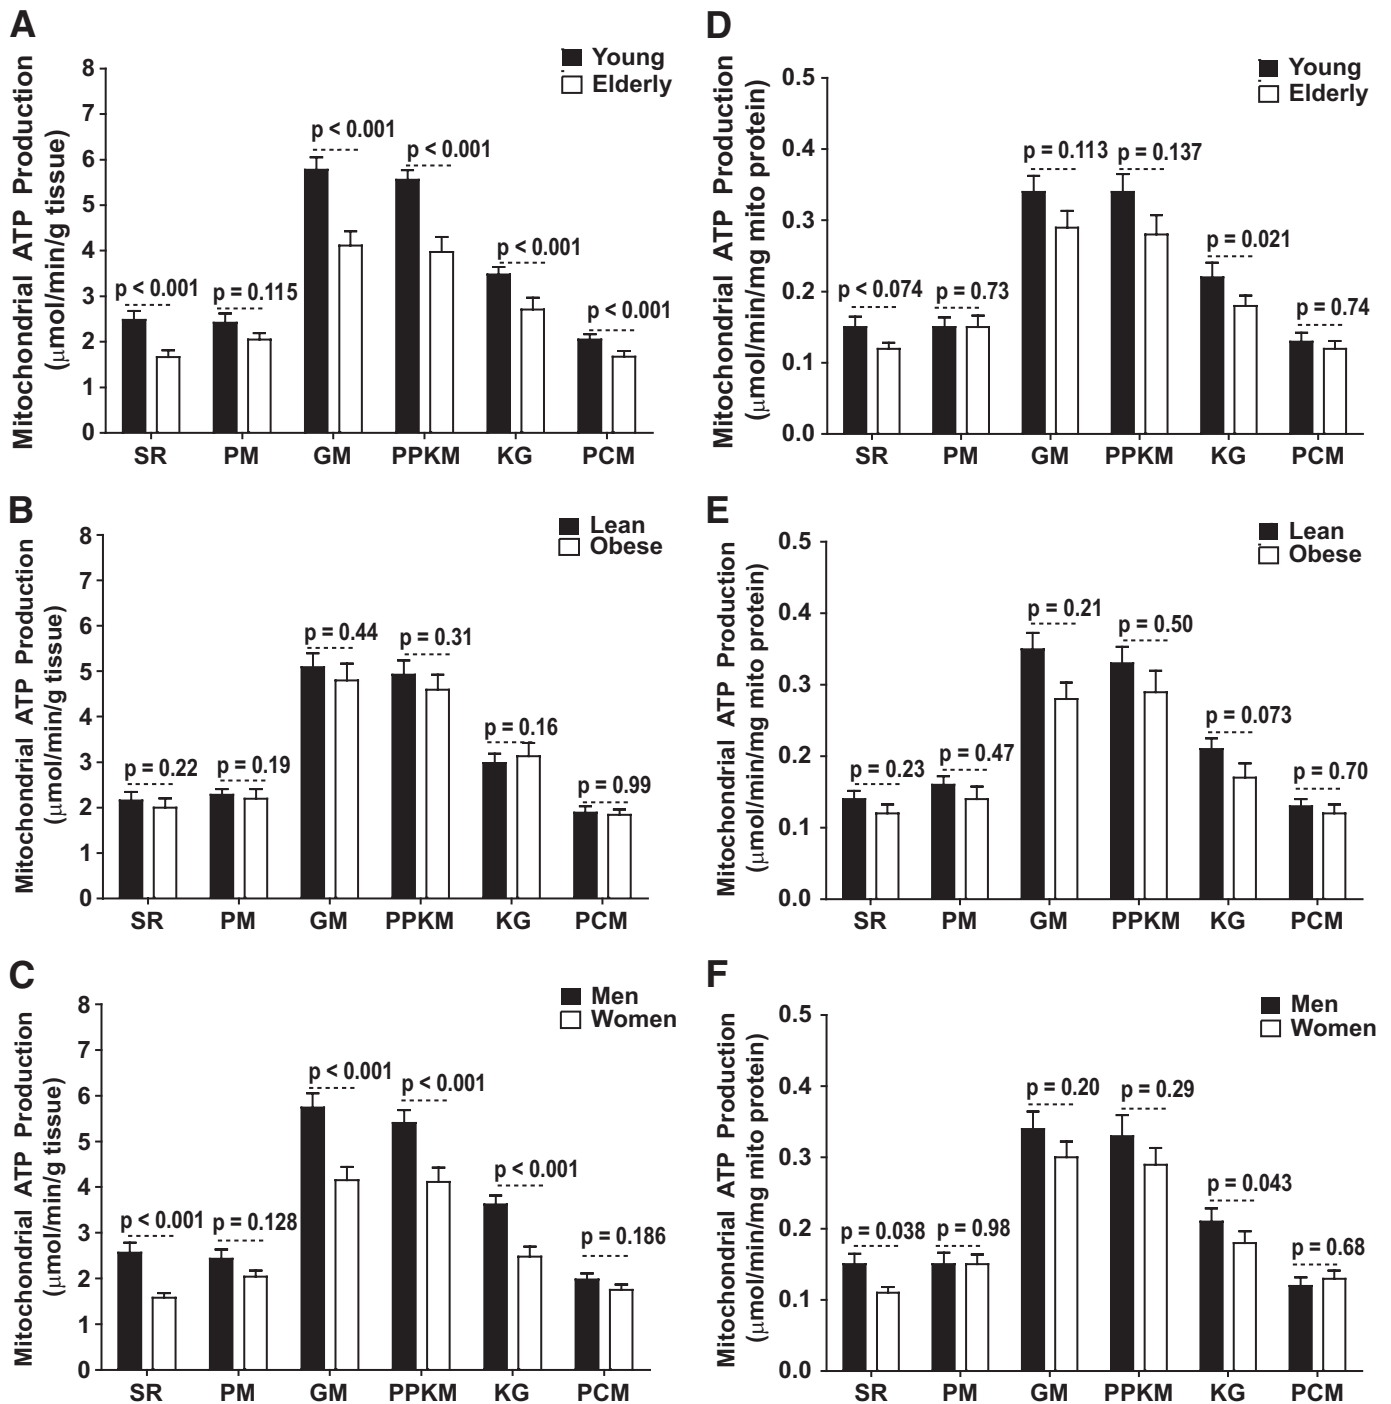 A
Mitochondrial ATP Production
(μmol/min/g tissue)
Young
Elderly
8
7
6
5
4
3
2
1
0
p < 0.001
p = 0.115
p < 0.001
p < 0.001
p < 0.001
p < 0.001
SR PM GM PPKM KG PCM
D
Mitochondrial ATP Production
(μmol/min/mg mito protein)
Young
Elderly
0.5
0.4
0.3
0.2
0.1
0.0
p < 0.074
p = 0.73
p = 0.113
p = 0.137
p = 0.021
p = 0.74
SR PM GM PPKM KG PCM
B
Mitochondrial ATP Production
(μmol/min/g tissue)
Lean
Obese
8
7
6
5
4
3
2
1
0
p = 0.22
p = 0.19
p = 0.44
p = 0.31
p = 0.16
p = 0.99
SR PM GM PPKM KG PCM
E
Mitochondrial ATP Production
(μmol/min/mg mito protein)
Lean
Obese
0.5
0.4
0.3
0.2
0.1
0.0
p = 0.23
p = 0.47
p = 0.21
p = 0.50
p = 0.073
p = 0.70
SR PM GM PPKM KG PCM
C
Mitochondrial ATP Production
(μmol/min/g tissue)
Men
Women
8
7
6
5
4
3
2
1
0
p < 0.001
p = 0.128
p < 0.001
p < 0.001
p < 0.001
p = 0.186
SR PM GM PPKM KG PCM
F
Mitochondrial ATP Production
(μmol/min/mg mito protein)
Men
Women
0.5
0.4
0.3
0.2
0.1
0.0
p = 0.038
p = 0.98
p = 0.20
p = 0.29
p = 0.043
p = 0.68
SR PM GM PPKM KG PCM